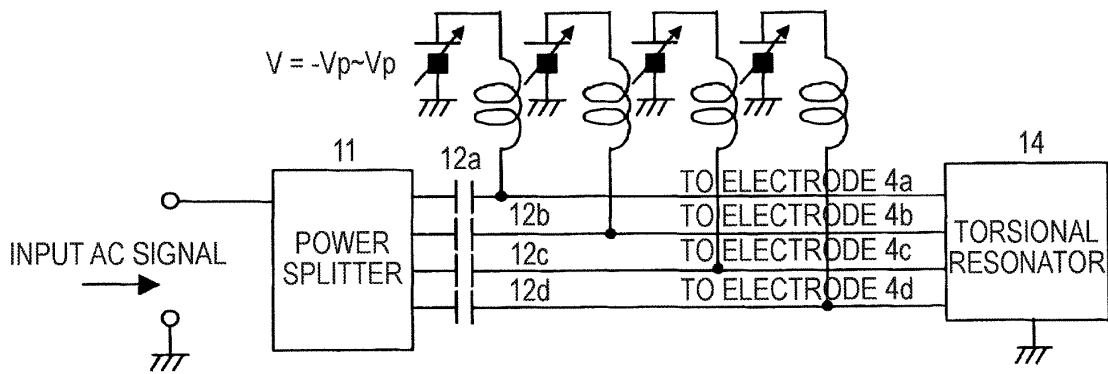 V = -Vp~Vp
11
12a
14
TO ELECTRODE 4a
12b
TO ELECTRODE 4b
12c
TO ELECTRODE 4c
12d
TO ELECTRODE 4d
INPUT AC SIGNAL
POWER
SPLITTER
TORSIONAL
RESONATOR